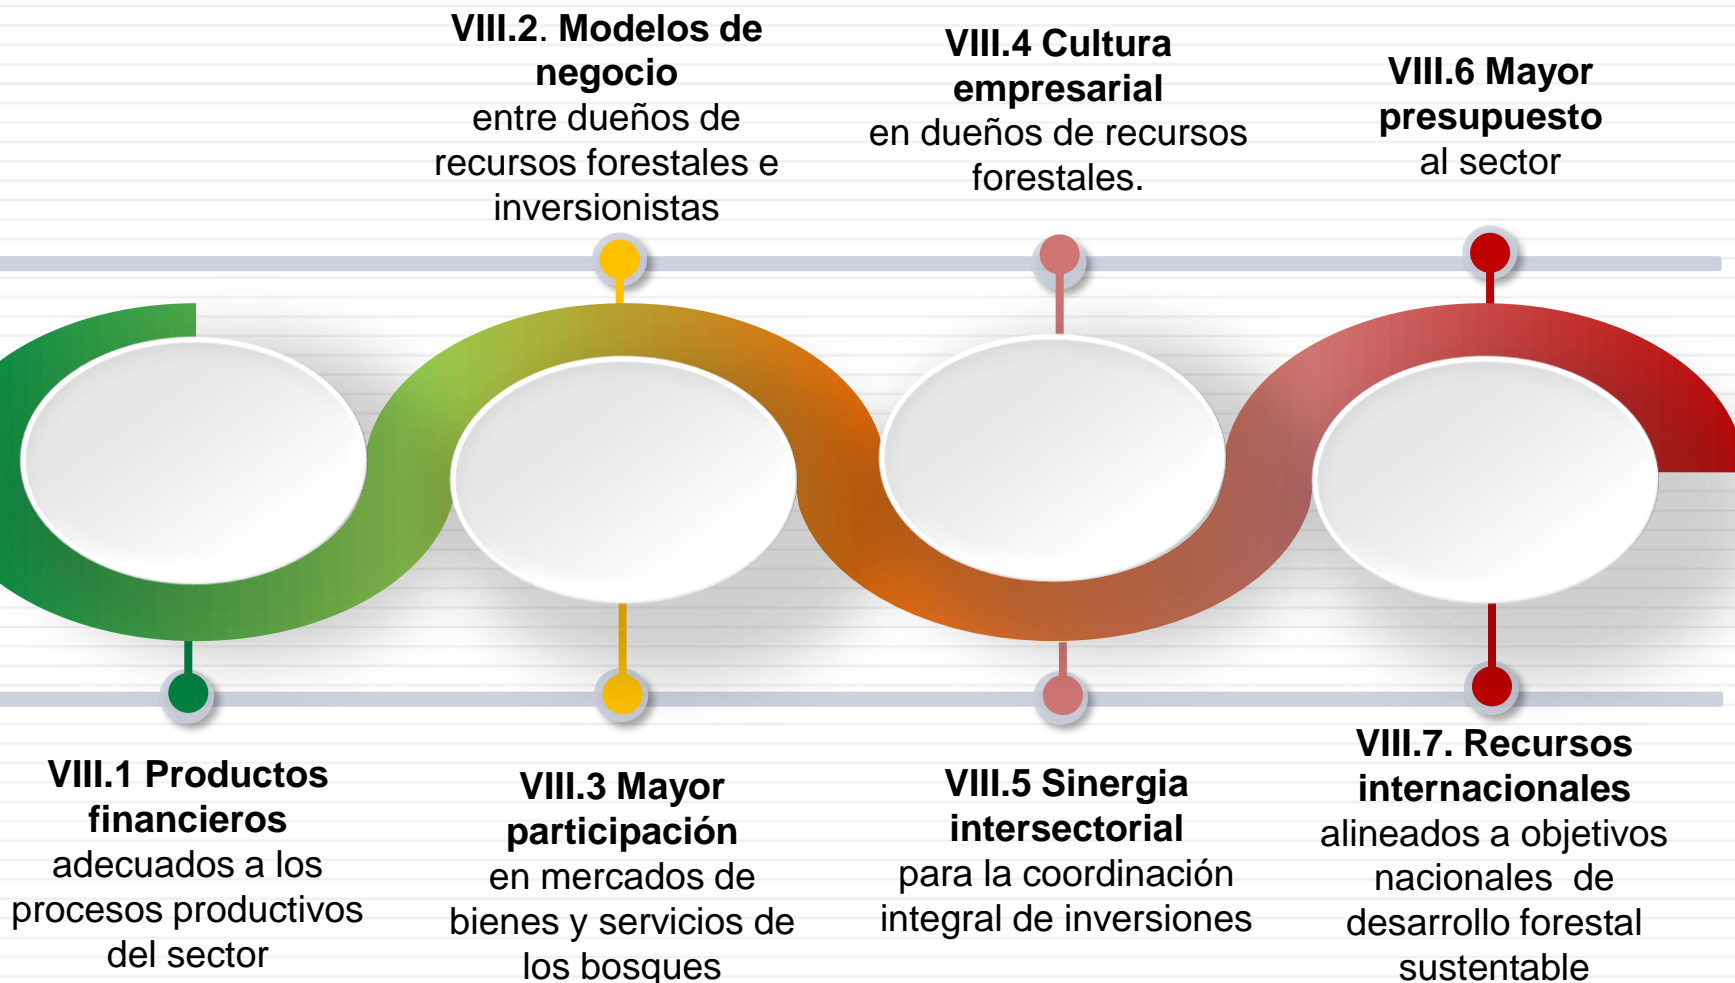 VIII.2. Modelos de
negocio
entre dueños de
recursos forestales e
inversionistas
VIII.4 Cultura
empresarial
en dueños de recursos
forestales.
VIII.6 Mayor
presupuesto
al sector
VIII.1 Productos
financieros
adecuados a los
procesos productivos
del sector
VIII.3 Mayor
participación
en mercados de
bienes y servicios de
los bosques
VIII.5 Sinergia
intersectorial
para la coordinación
integral de inversiones
VIII.7. Recursos
internacionales
alineados a objetivos
nacionales  de
desarrollo forestal
sustentable